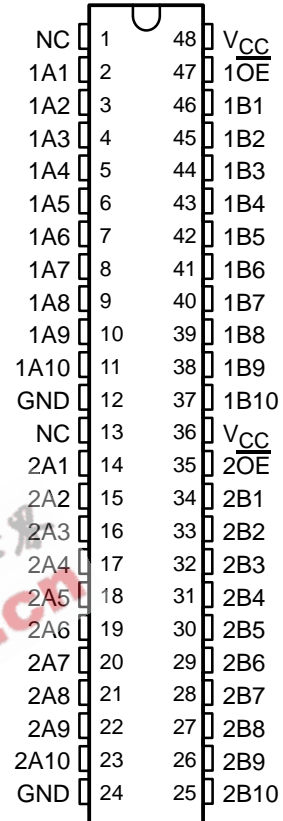 NC 1 48 VCC
1A1 2 47 1OE
1A2 3 46 1B1
1A3 4 45 1B2
1A4 5 44 1B3
1A5 6 43 1B4
1A6 7 42 1B5
1A7 8 41 1B6
1A8 9 40 1B7
1A9 10 39 1B8
1A10 11 38 1B9
GND 12 37 1B10
NC 13 36 VCC
2A1 14 35 2OE
2A2 15 34 2B1
2A3 16 33 2B2
2A4 17 32 2B3
2A5 18 31 2B4
2A6 19 30 2B5
2A7 20 29 2B6
2A8 21 28 2B7
2A9 22 27 2B8
2A10 23 26 2B9
GND 24 25 2B10